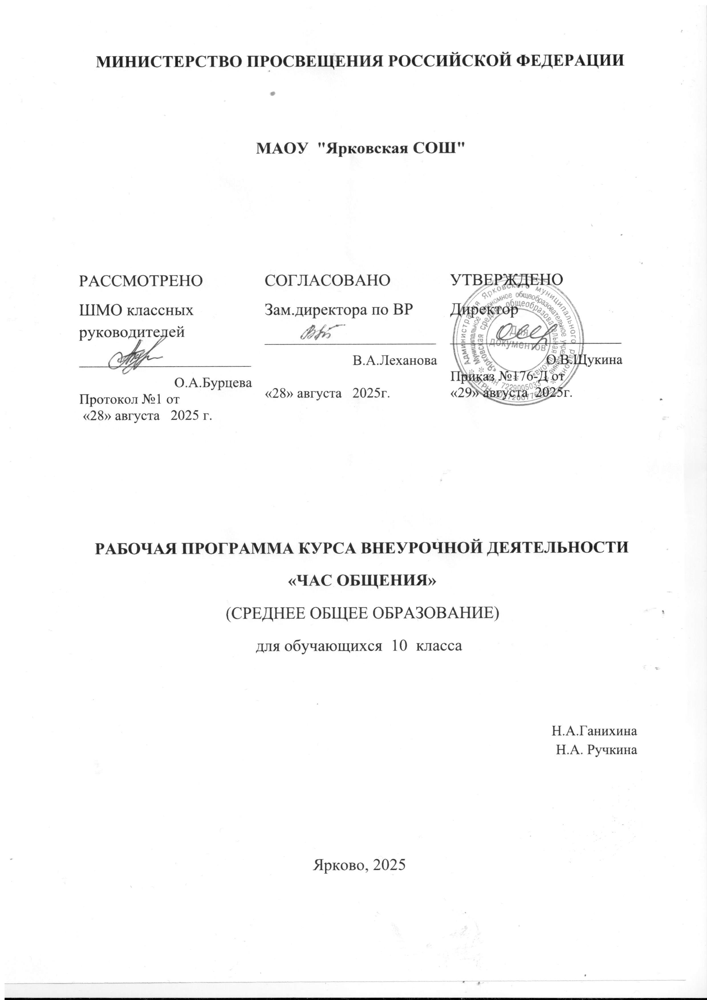 МИНИСТЕРСТВО ПРОСВЕЩЕНИЯ РОССИЙСКОЙ ФЕДЕРАЦИИ
МАОУ "Ярковская СОШ"
РАССМОТРЕНО
ШМО классных
руководителей
О.А.Бурцева
Протокол №1 от
«28» августа 2025 г.
СОГЛАСОВАНО
Зам.директора по ВР
В.А.Леханова
«28» августа 2025г.
УТВЕРЖДЕНО
Директор
О.В.Щукина
Приказ №176-Д от
«29» августа 2025г.
Администрация Ярковского муниципального района
Муниципальное автономное общеобразовательное учреждение
«Ярковская средняя общеобразовательная школа»
ИНН 7229005033
ОГРН
Для
документов
РАБОЧАЯ ПРОГРАММА КУРСА ВНЕУРОЧНОЙ ДЕЯТЕЛЬНОСТИ
«ЧАС ОБЩЕНИЯ»
(СРЕДНЕЕ ОБЩЕЕ ОБРАЗОВАНИЕ)
для обучающихся 10 класса
Н.А.Ганихина
Н.А. Ручкина
Ярково, 2025